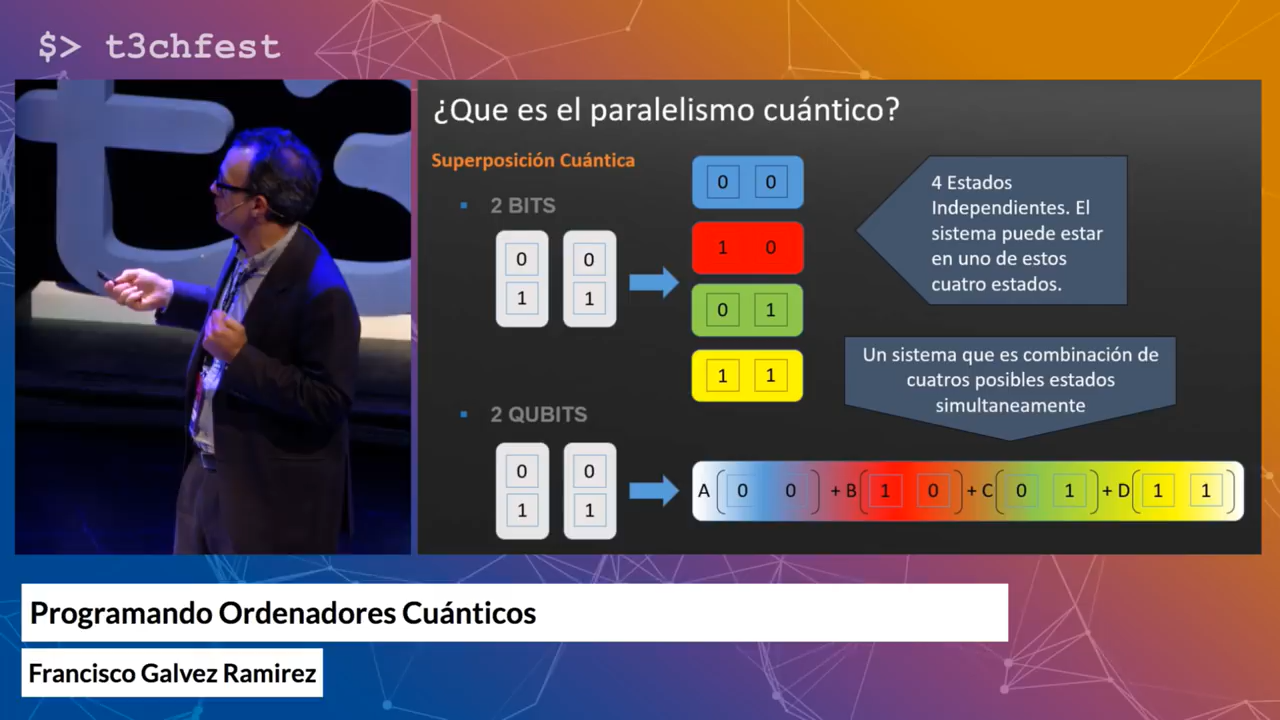 $> t3chfest
¿Que es el paralelismo cuántico?
Superposición Cuántica
2 BITS
0 0
1 1
0 0
1 0
0 1
1 1
4 Estados
Independientes. El
sistema puede estar
en uno de estos
cuatro estados.
Un sistema que es combinación de
cuatros posibles estados
simultaneamente
2 QUBITS
0 0
1 1
A ( 0 0 ) + B ( 1 0 ) + C ( 0 1 ) + D ( 1 1 )
Programando Ordenadores Cuánticos
Francisco Galvez Ramirez